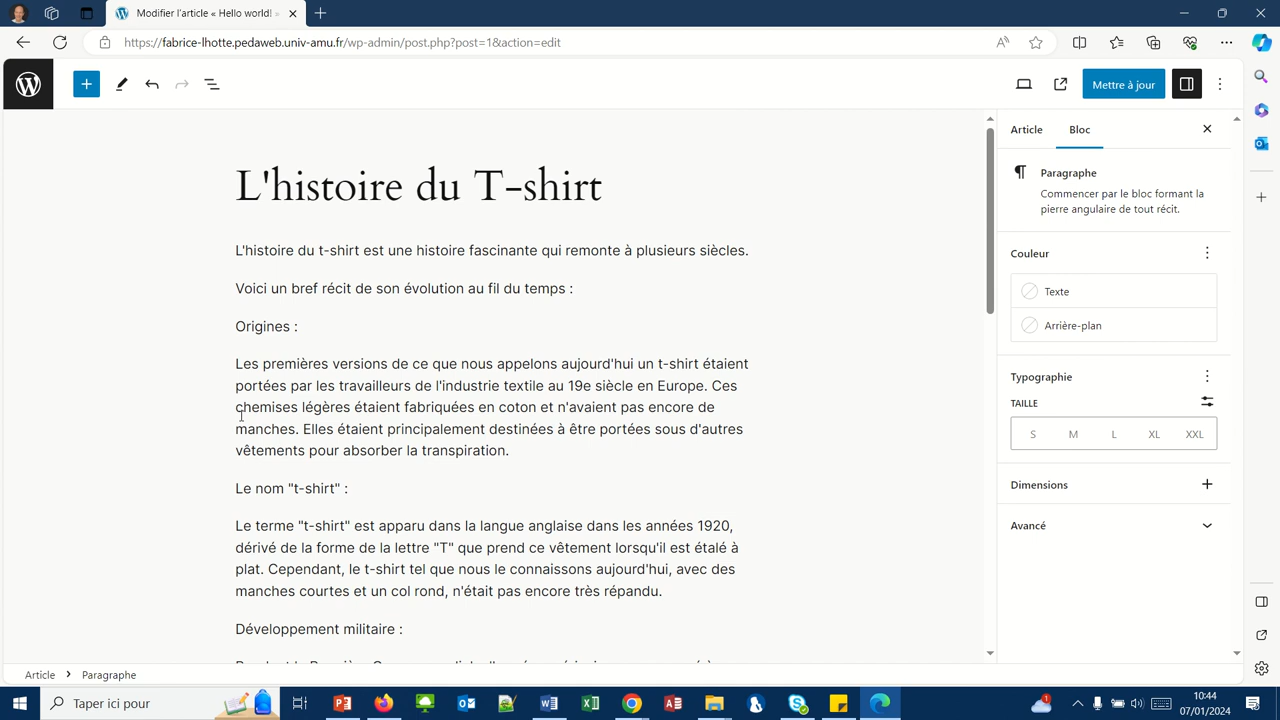 Modifier l'article « Hello world! »
https://fabrice-lhotte.pedaweb.univ-amu.fr/wp-admin/post.php?post=1&action=edit
Mettre à jour
L'histoire du T-shirt
L'histoire du t-shirt est une histoire fascinante qui remonte à plusieurs siècles.
Voici un bref récit de son évolution au fil du temps :
Origines :
Les premières versions de ce que nous appelons aujourd'hui un t-shirt étaient
portées par les travailleurs de l'industrie textile au 19e siècle en Europe. Ces
chemises légères étaient fabriquées en coton et n'avaient pas encore de
manches. Elles étaient principalement destinées à être portées sous d'autres
vêtements pour absorber la transpiration.
Le nom "t-shirt" :
Le terme "t-shirt" est apparu dans la langue anglaise dans les années 1920,
dérivé de la forme de la lettre "T" que prend ce vêtement lorsqu'il est étalé à
plat. Cependant, le t-shirt tel que nous le connaissons aujourd'hui, avec des
manches courtes et un col rond, n'était pas encore très répandu.
Développement militaire :
Article Bloc
Paragraphe
Commencer par le bloc formant la
pierre angulaire de tout récit.
Couleur
Texte
Arrière-plan
Typographie
TAILLE
S M L XL XXL
Dimensions
Avancé
Article > Paragraphe
Taper ici pour
10:44
07/01/2024